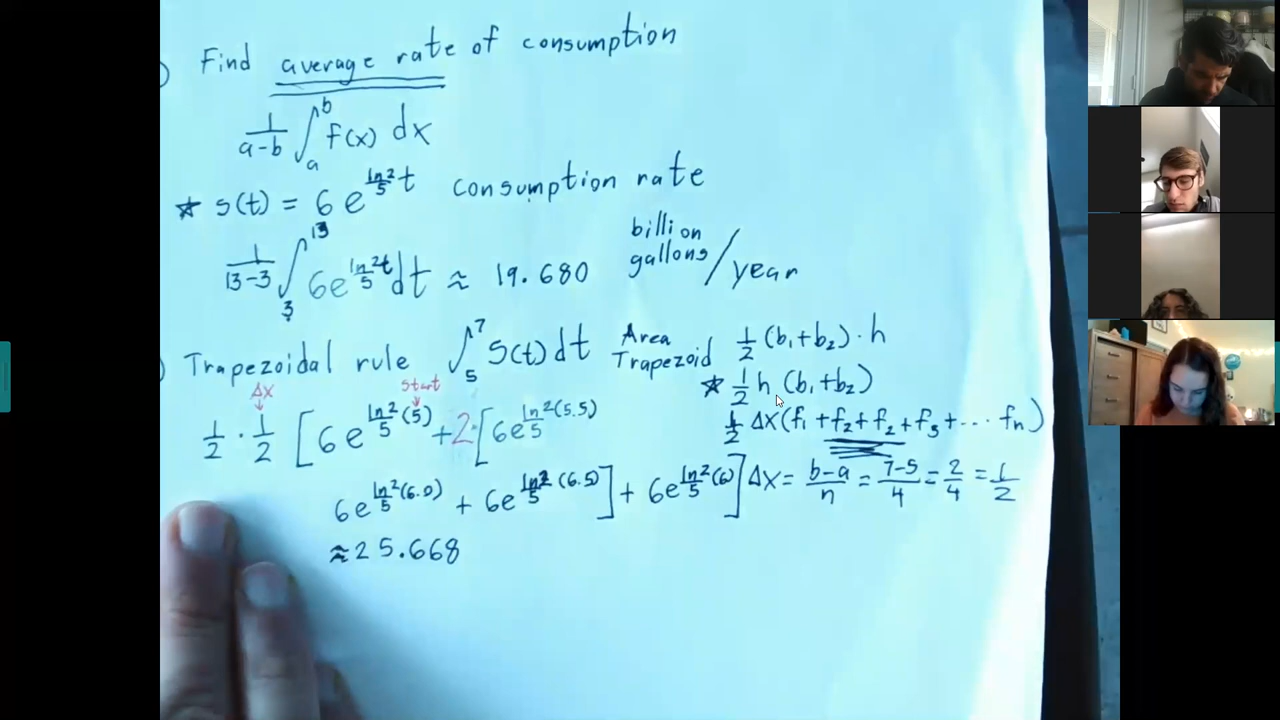 ) Find average rate of consumption
1/(a-b) ∫_a^b f(x) dx
★ s(t) = 6e^(ln2/5 t) consumption rate
1/(13-3) ∫_3^13 6e^(ln2/5 t) dt ≈ 19.680 billion gallons/year
) Trapezoidal rule ∫_5^7 S(t) dt Area Trapezoid 1/2 (b₁+b₂)·h
★ 1/2 h (b₁+b₂)
Δx start
1/2 · 1/2 [6e^(ln2/5 (5)) + 2·[6e^(ln2/5 (5.5))
1/2 Δx (f₁ + f₂ + f₂ + f₃ + ... fₙ)
6e^(ln2/5 (6.0)) + 6e^(ln2/5 (6.5))] + 6e^(ln2/5 (6))] Δx = (b-a)/n = (7-5)/4 = 2/4 = 1/2
≈ 25.668